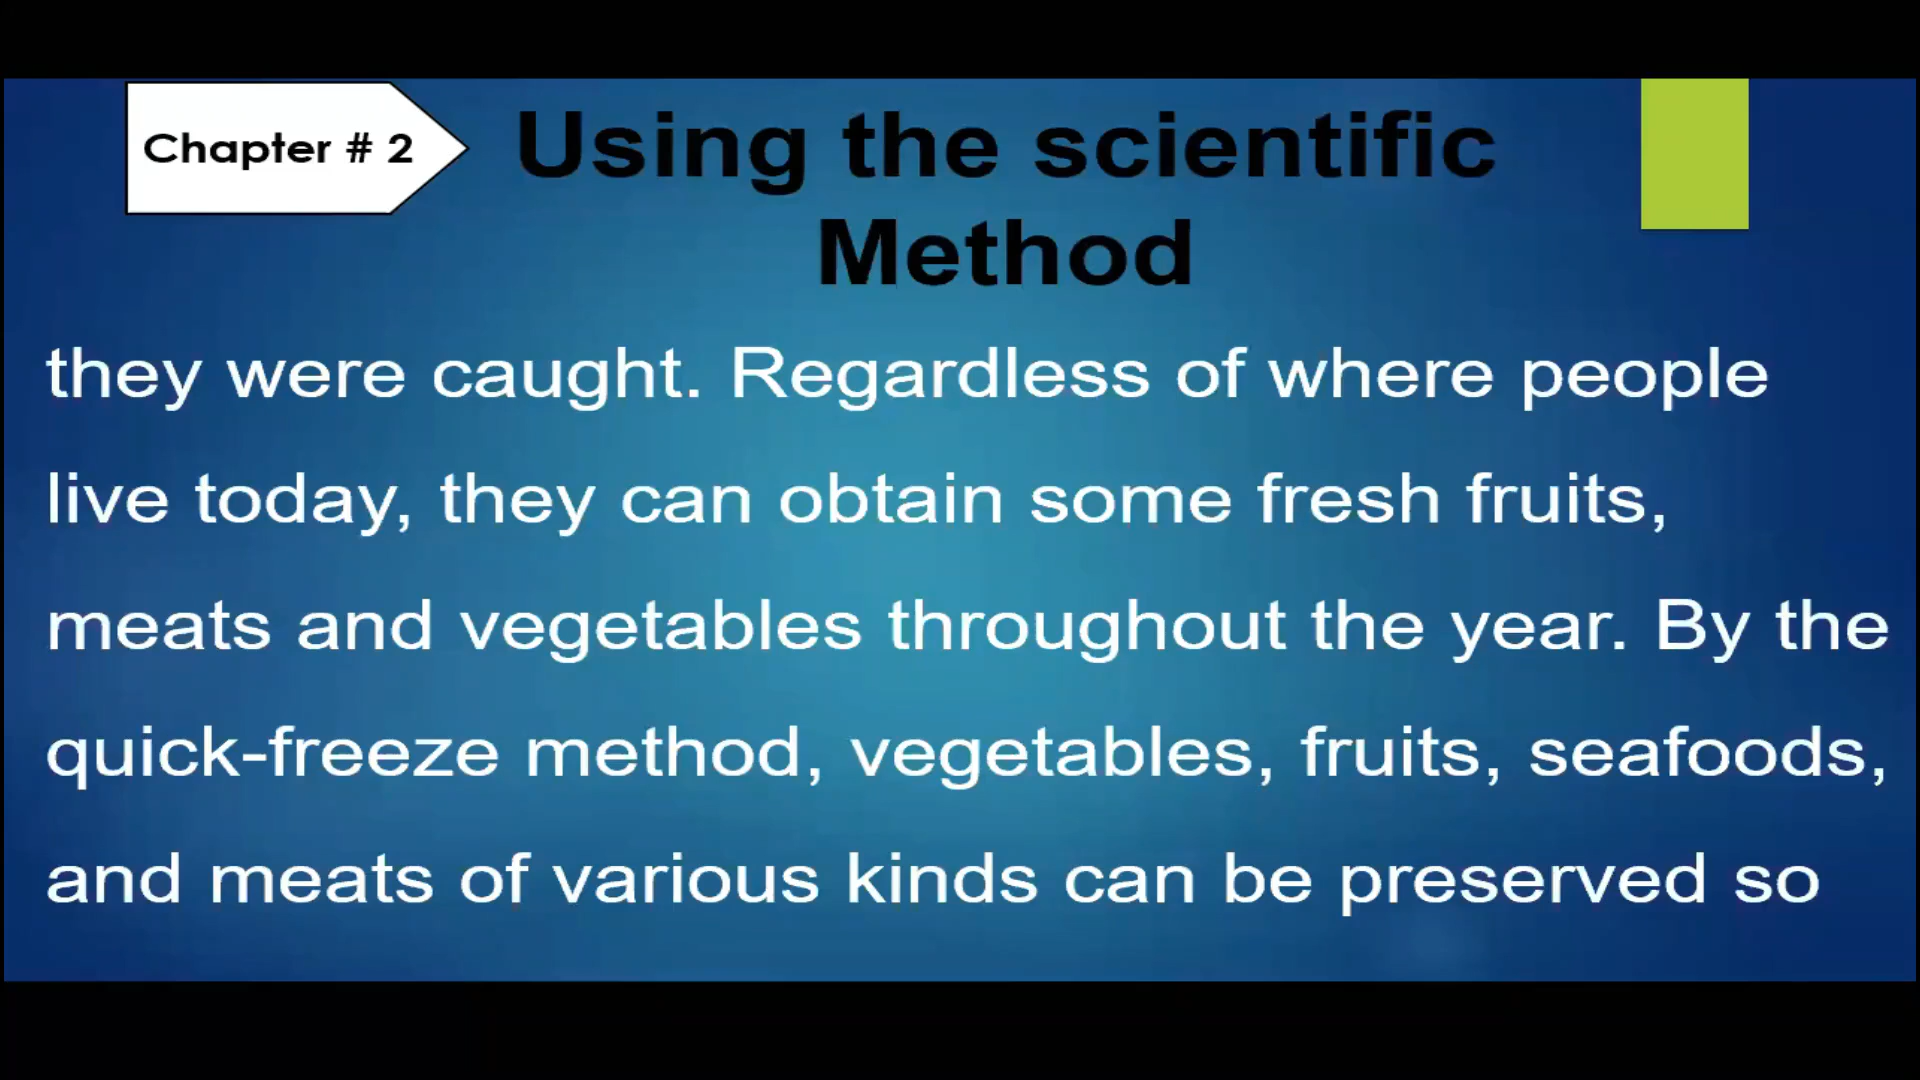 Chapter # 2
Using the scientific
Method
they were caught. Regardless of where people
live today, they can obtain some fresh fruits,
meats and vegetables throughout the year. By the
quick-freeze method, vegetables, fruits, seafoods,
and meats of various kinds can be preserved so